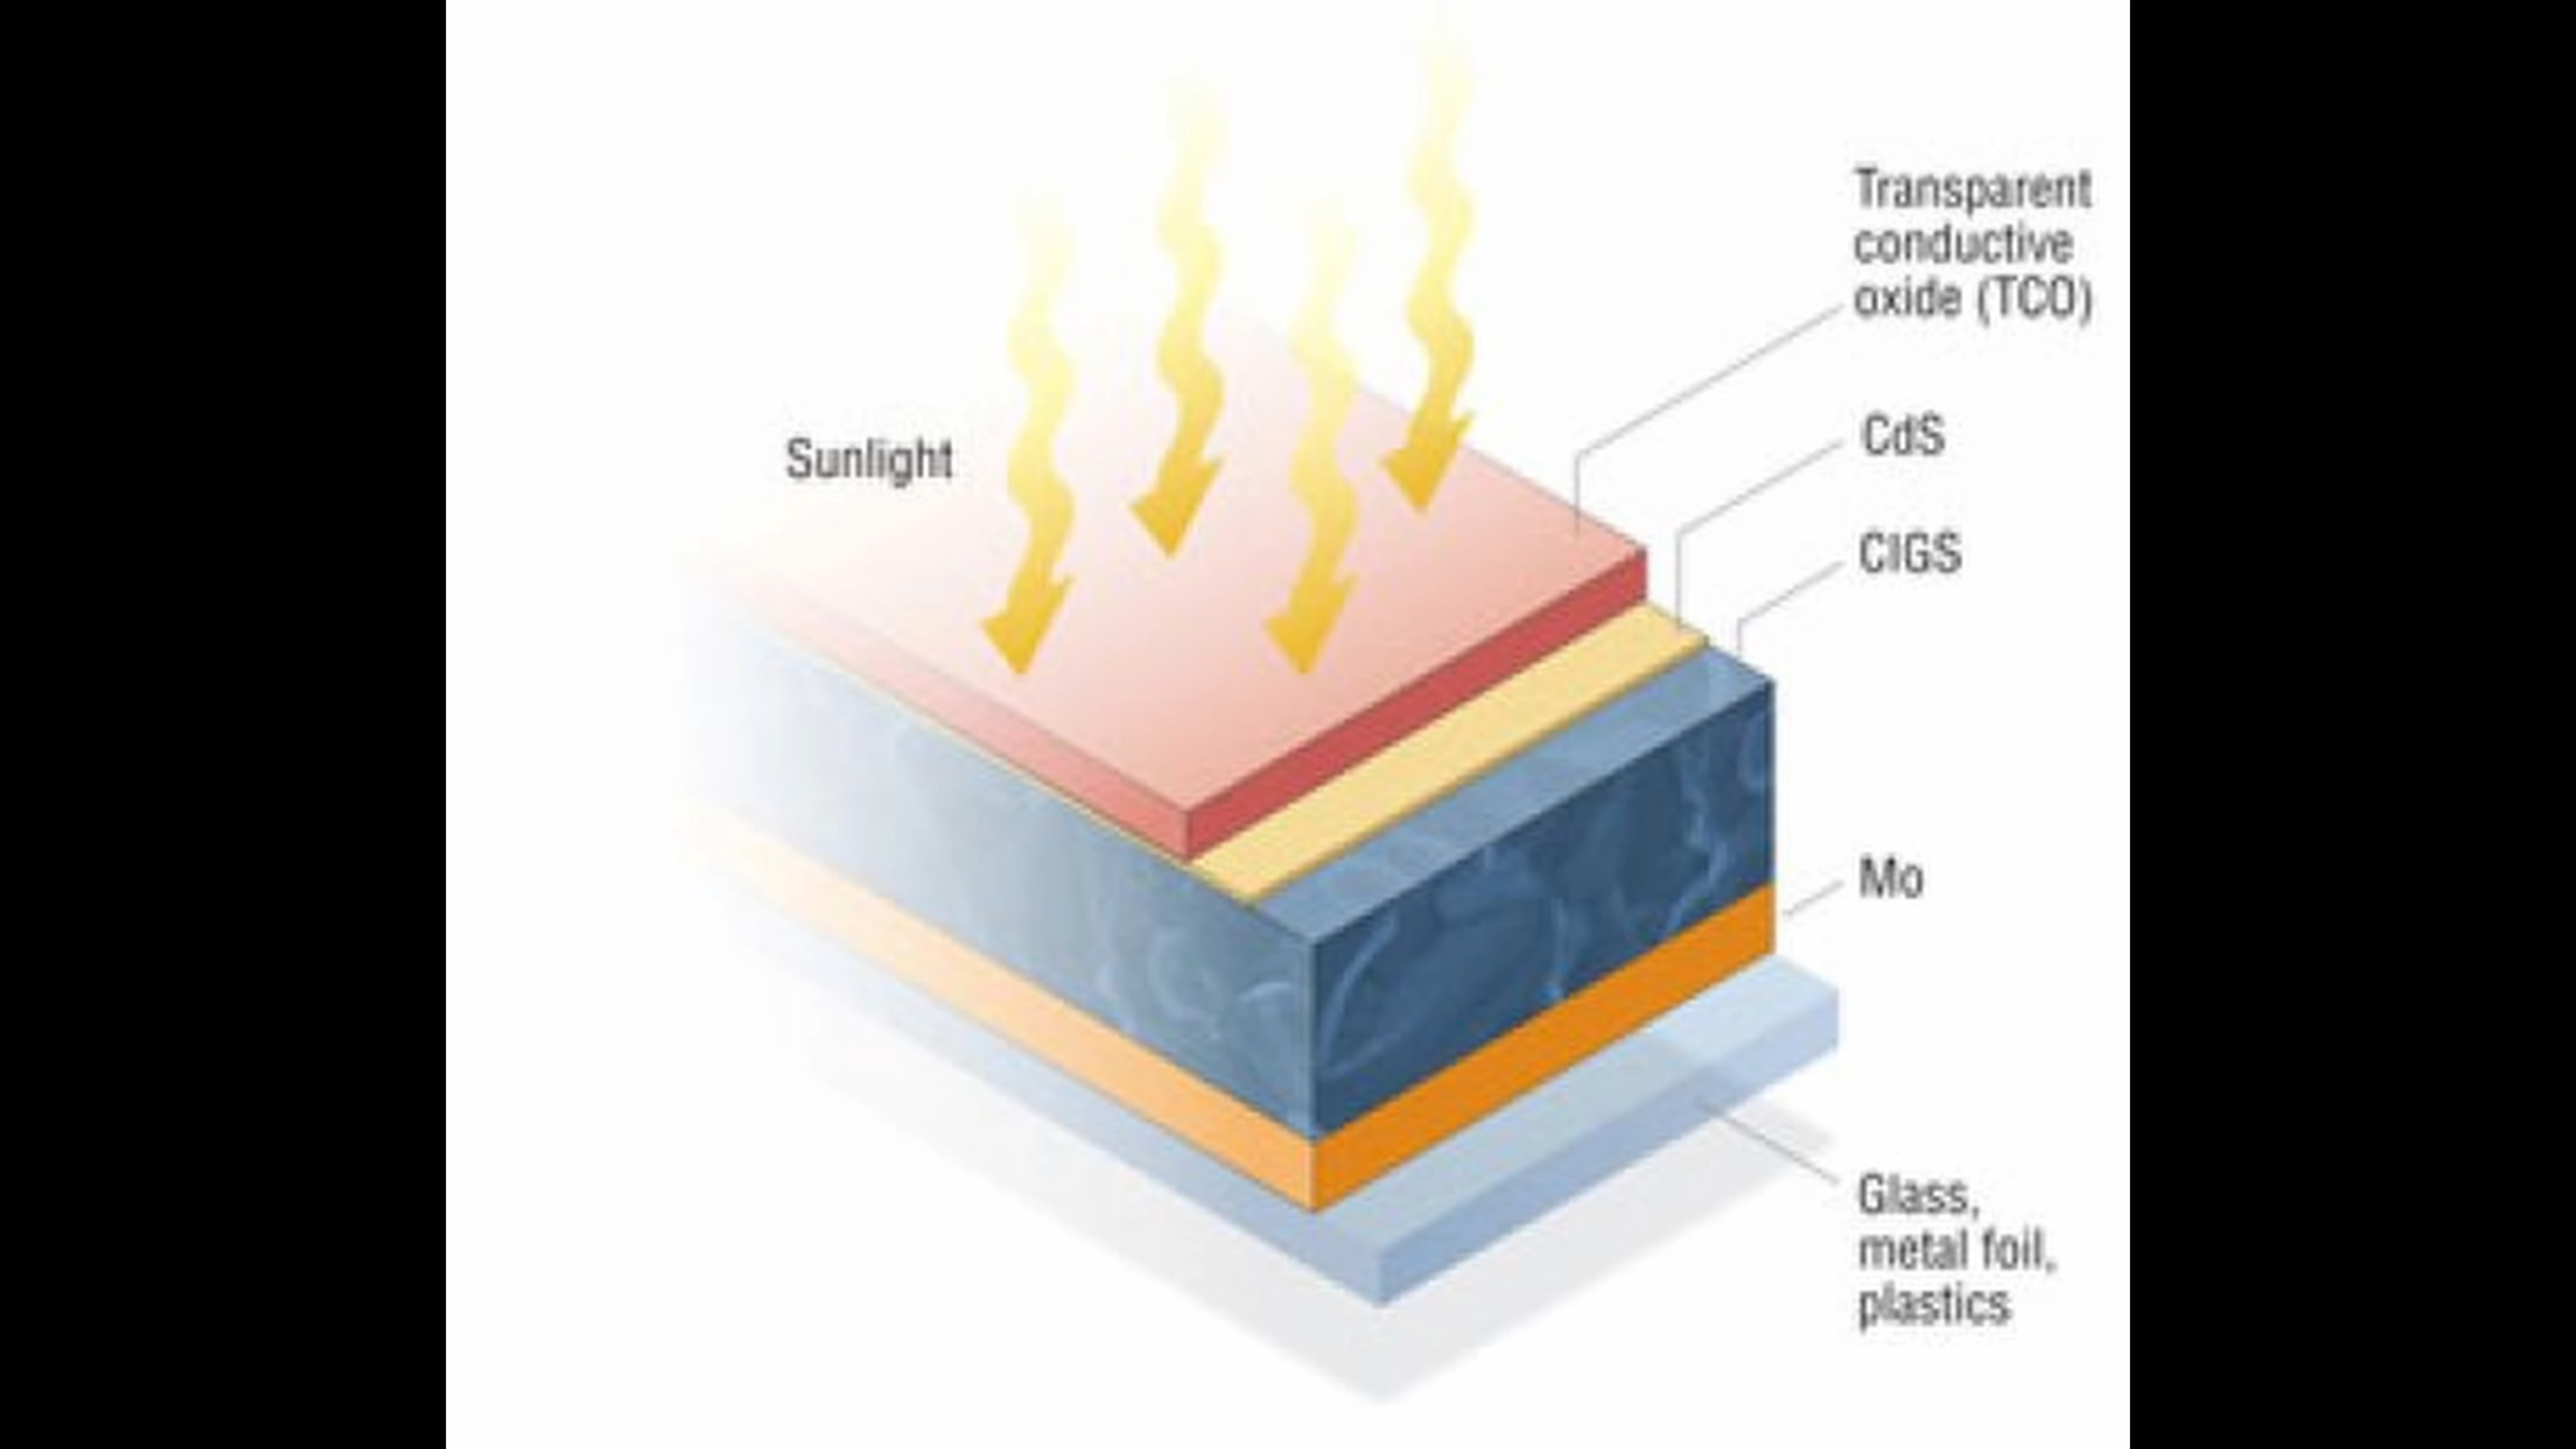 Transparent
conductive
oxide (TCO)
CdS
Sunlight
CIGS
Mo
Glass,
metal foil,
plastics